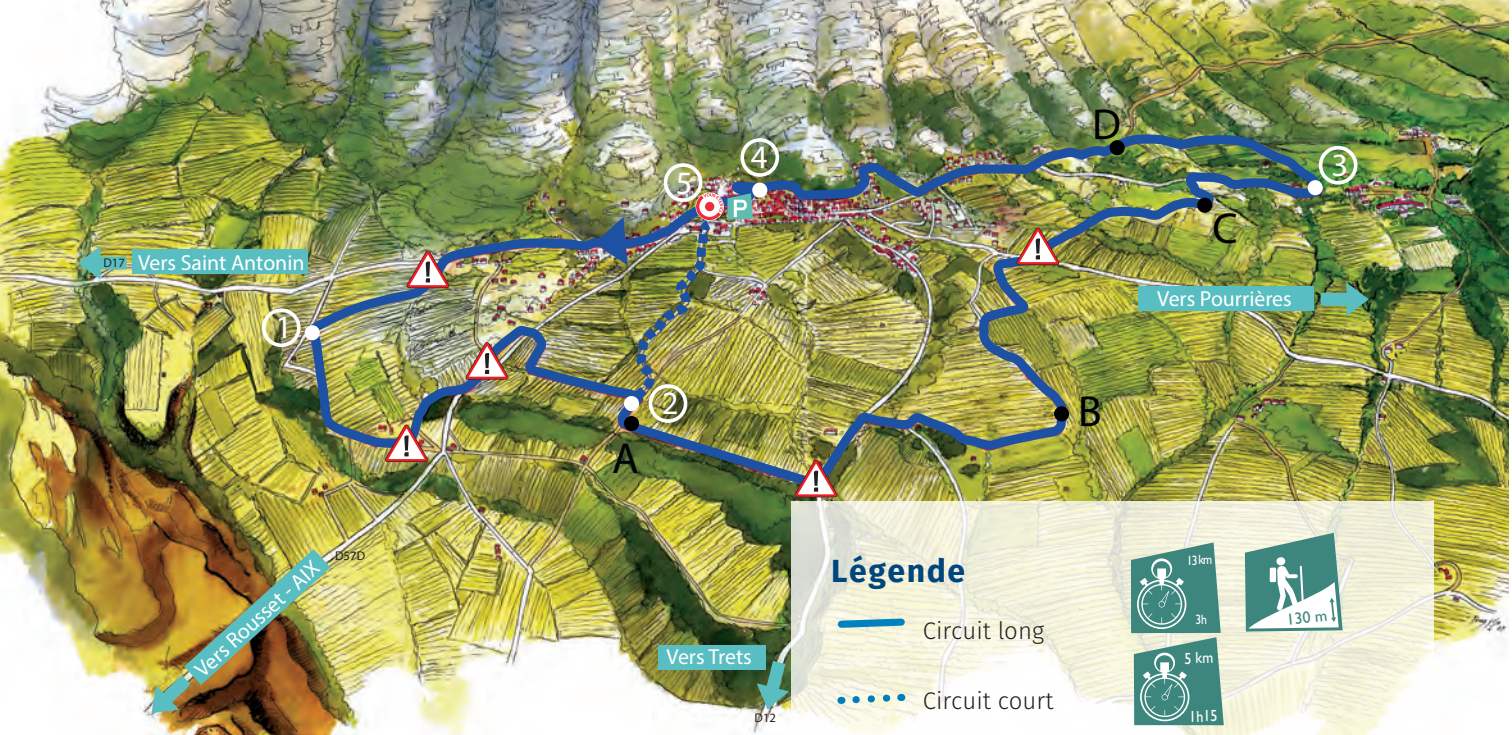 D
3
4
5
P
C
!
D17 Vers Saint Antonin
!
Vers Pourrières
1
!
2
B
A
!
!
D57D
Vers Rousset - AIX
Légende
13km
3h
130 m
Circuit long
Vers Trets
5 km
1h15
Circuit court
D12